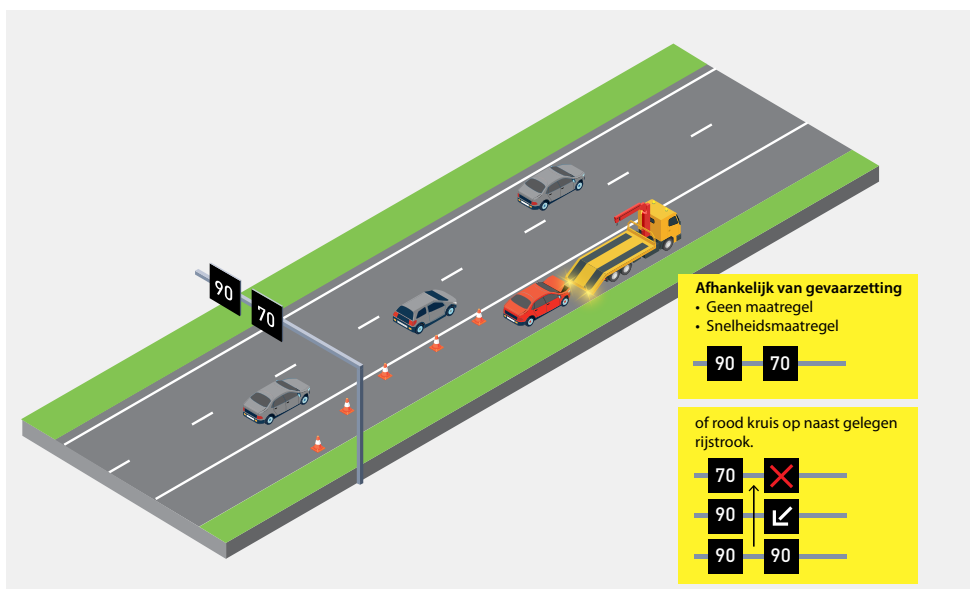 90
70
Afhankelijk van gevaarzetting
• Geen maatregel
• Snelheidsmaatregel
90 70
of rood kruis op naast gelegen
rijstrook.
70
90
90 90